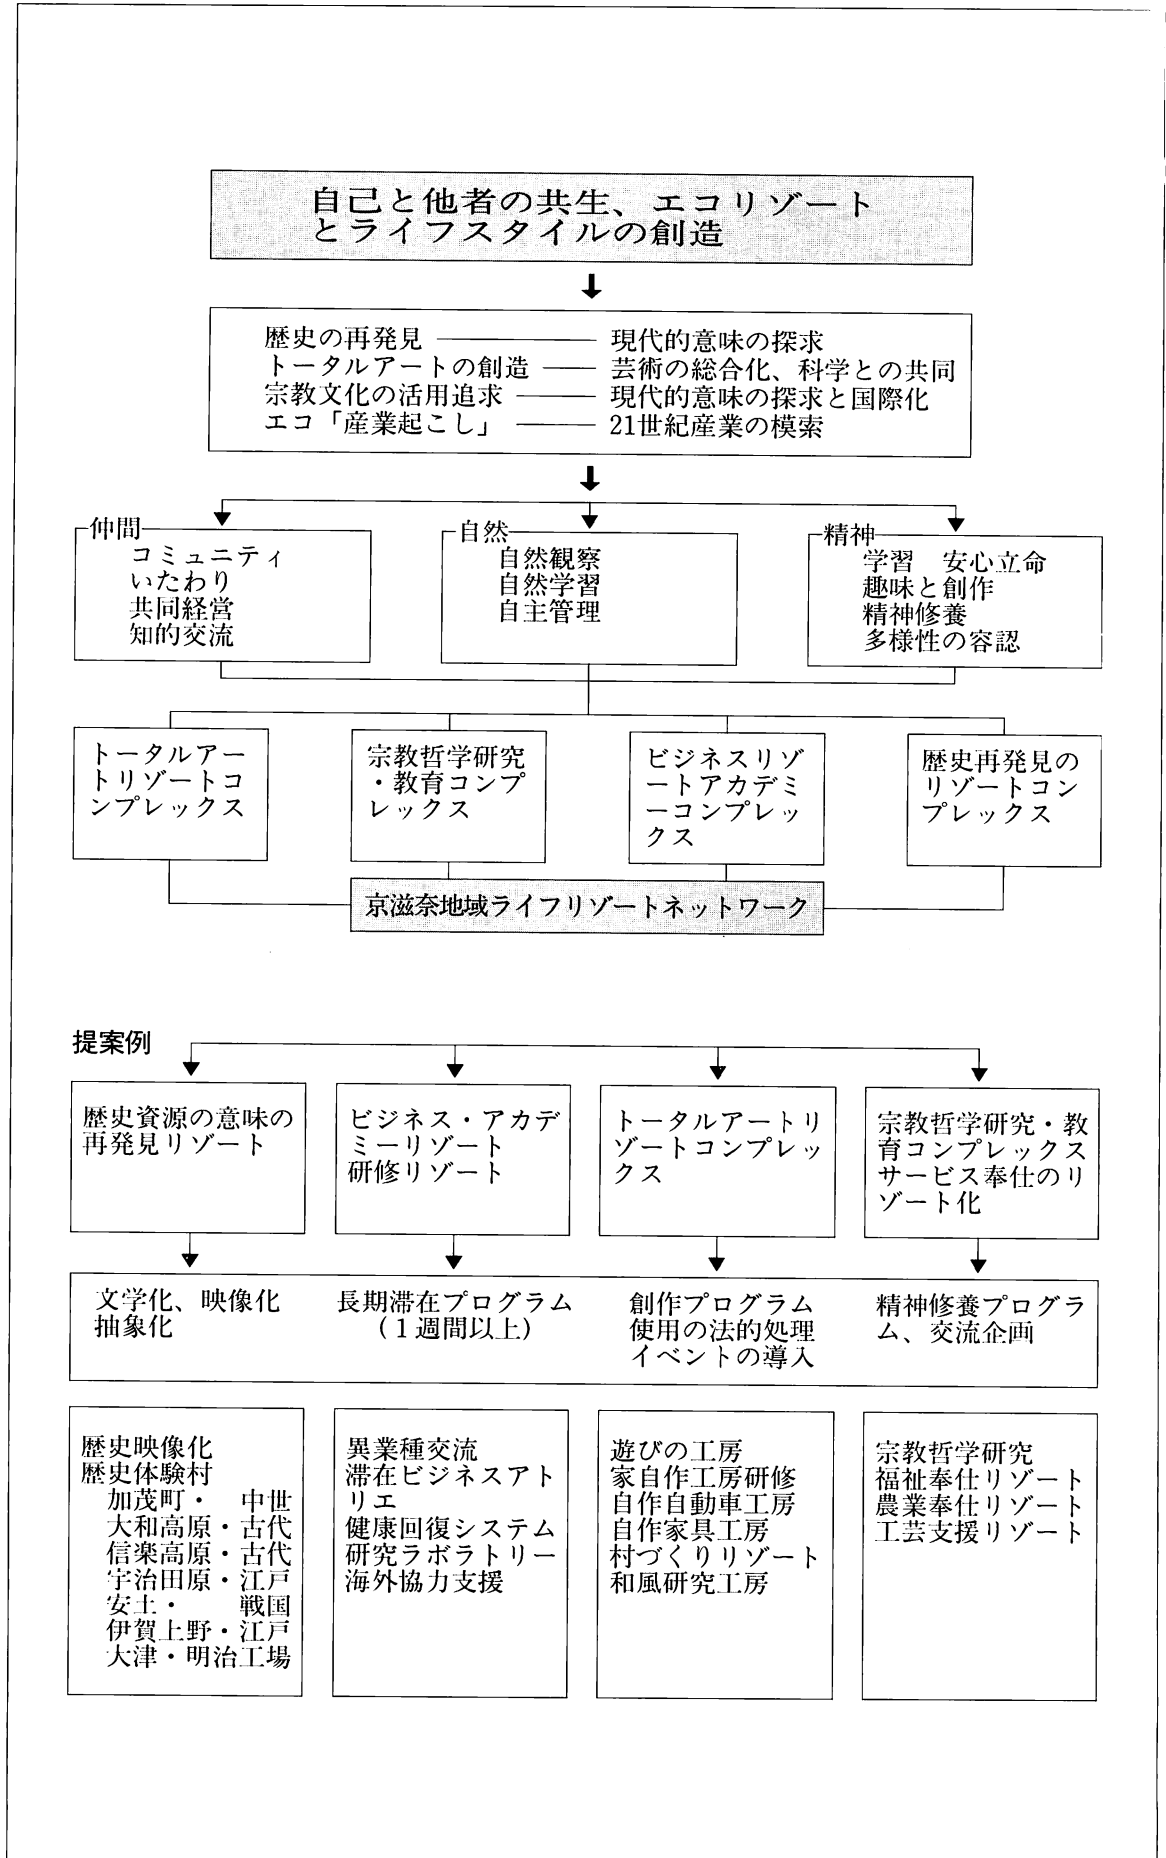 自己と他者の共生、エコリゾート
とライフスタイルの創造
歴史の再発見 ―――― 現代的意味の探求
トータルアートの創造 ―― 芸術の総合化、科学との共同
宗教文化の活用追求 ―― 現代的意味の探求と国際化
エコ「産業起こし」 ―― 21世紀産業の模索
仲間
コミュニティ
いたわり
共同経営
知的交流
自然
自然観察
自然学習
自主管理
精神
学習 安心立命
趣味と創作
精神修養
多様性の容認
トータルアー
トリゾートコ
ンプレックス
宗教哲学研究
・教育コンプ
レックス
ビジネスリゾ
ートアカデミ
ーコンプレッ
クス
歴史再発見の
リゾートコン
プレックス
京滋奈地域ライフリゾートネットワーク
提案例
歴史資源の意味の
再発見リゾート
ビジネス・アカデ
ミーリゾート
研修リゾート
トータルアートリ
ゾートコンプレッ
クス
宗教哲学研究・教
育コンプレックス
サービス奉仕のリ
ゾート化
文学化、映像化
抽象化
長期滞在プログラム
(1週間以上)
創作プログラム
使用の法的処理
イベントの導入
精神修養プログラ
ム、交流企画
歴史映像化
歴史体験村
加茂町・ 中世
大和高原・古代
信楽高原・古代
宇治田原・江戸
安土・ 戦国
伊賀上野・江戸
大津・明治工場
異業種交流
滞在ビジネスアト
リエ
健康回復システム
研究ラボラトリー
海外協力支援
遊びの工房
家自作工房研修
自作自動車工房
自作家具工房
村づくりリゾート
和風研究工房
宗教哲学研究
福祉奉仕リゾート
農業奉仕リゾート
工芸支援リゾート